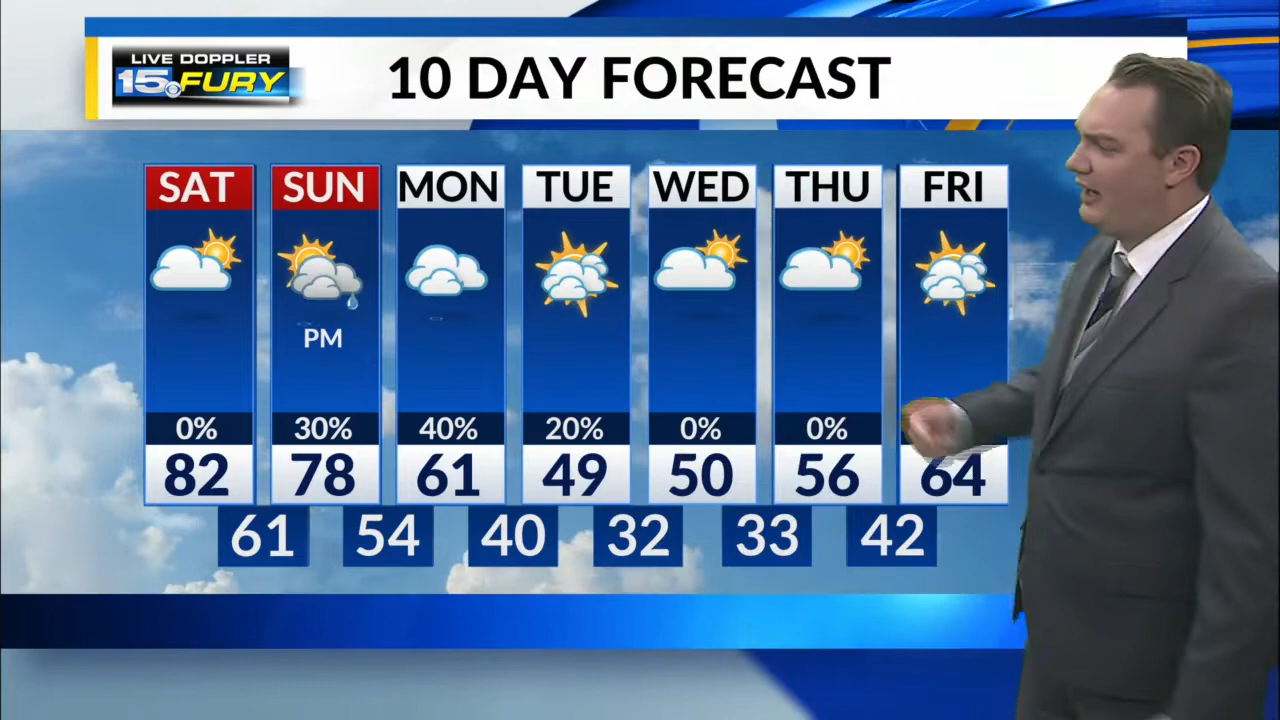 LIVE DOPPLER
15 FURY
10 DAY FORECAST
SAT SUN MON TUE WED THU FRI
PM
0% 30% 40% 20% 0% 0%
82 78 61 49 50 56 64
61 54 40 32 33 42